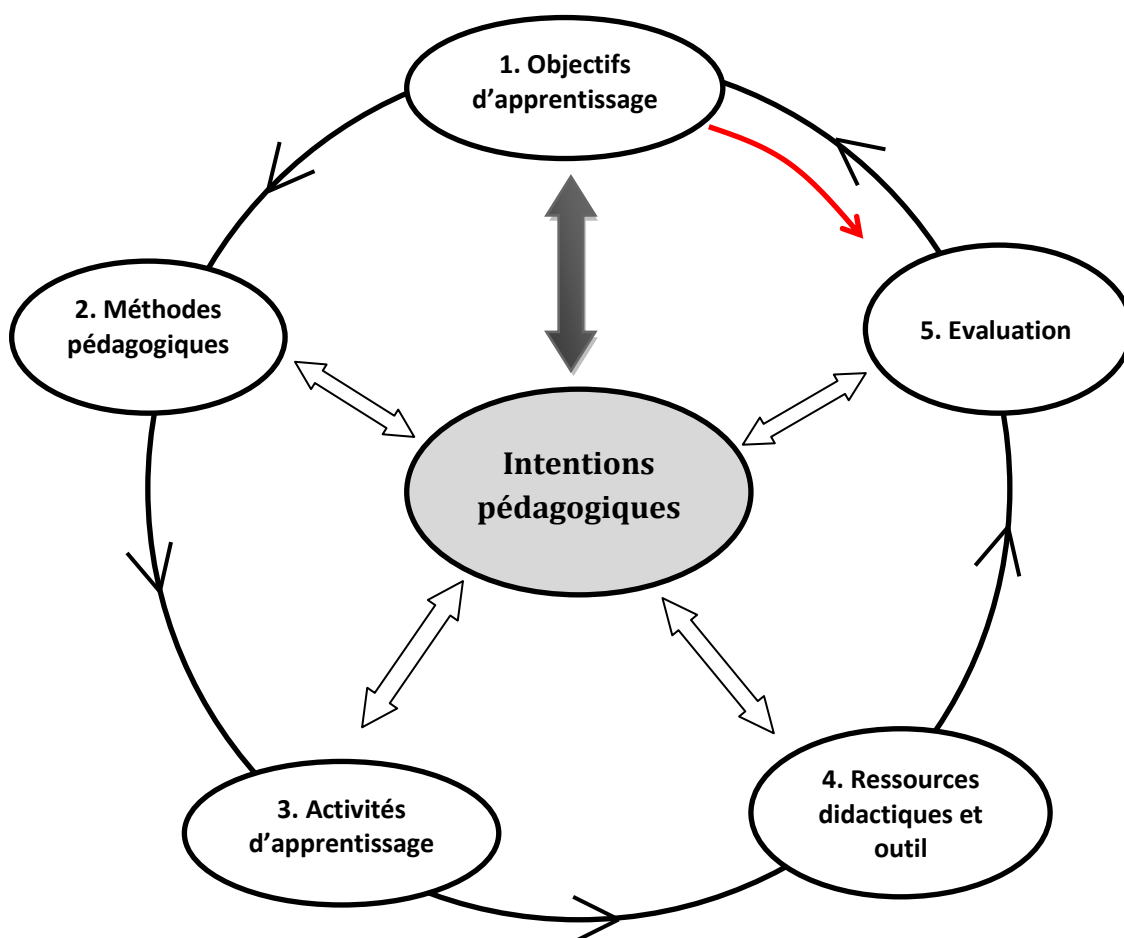 1. Objectifs
d’apprentissage
2. Méthodes
pédagogiques
5. Evaluation
Intentions
pédagogiques
3. Activités
d’apprentissage
4. Ressources
didactiques et
outil